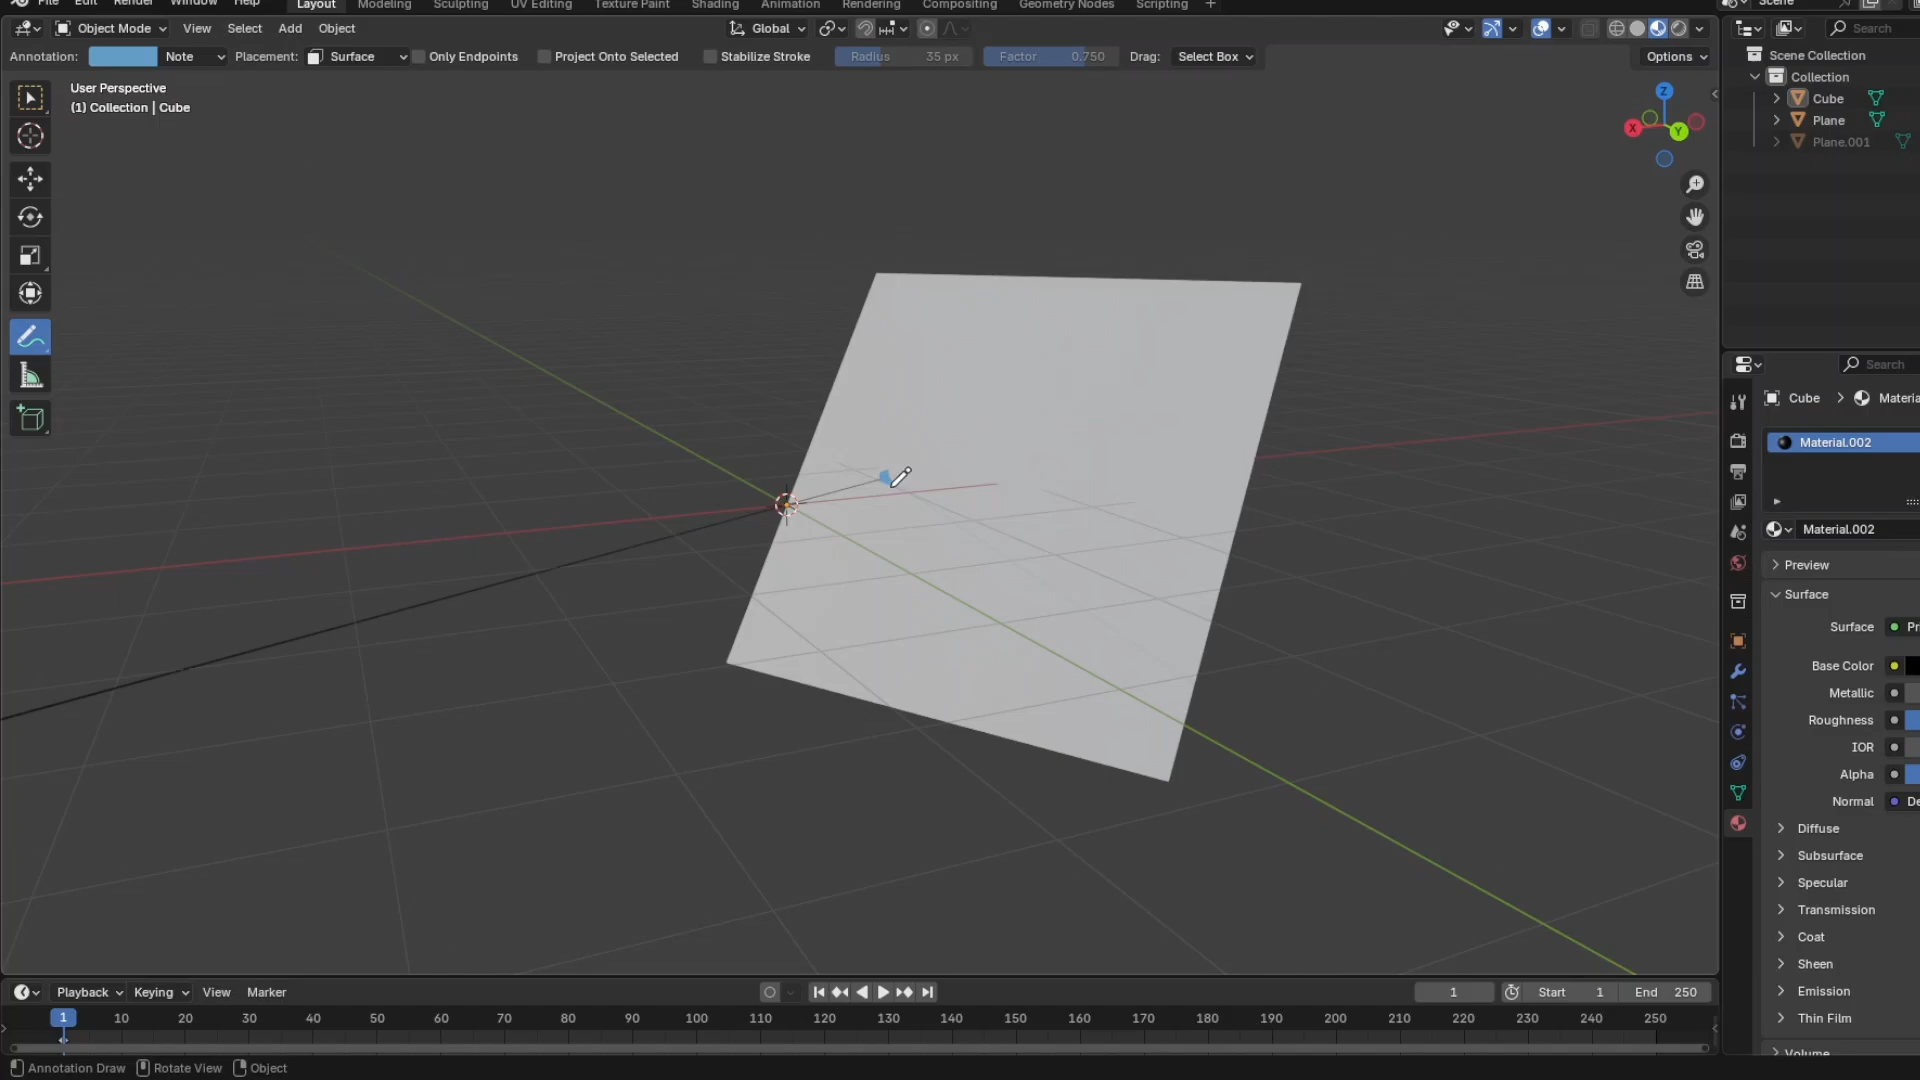 File Edit Render Window Help Layout Modeling Sculpting UV Editing Texture Paint Shading Animation Rendering Compositing Geometry Nodes Scripting + Scene
Object Mode View Select Add Object Global Search
Annotation: Note Placement: Surface Only Endpoints Project Onto Selected Stabilize Stroke Radius 35 px Factor 0.750 Drag: Select Box Options
Scene Collection
Collection
Cube
Plane
Plane.001
User Perspective
(1) Collection | Cube
Z
X
Y
Search
Cube
Material.002
Material.002
Preview
Surface
Surface
Base Color
Metallic
Roughness
IOR
Alpha
Normal
Diffuse
Subsurface
Specular
Transmission
Coat
Sheen
Emission
Thin Film
Volume
Playback Keying View Marker 1 Start 1 End 250
1 10 20 30 40 50 60 70 80 90 100 110 120 130 140 150 160 170 180 190 200 210 220 230 240 250
Annotation Draw Rotate View Object